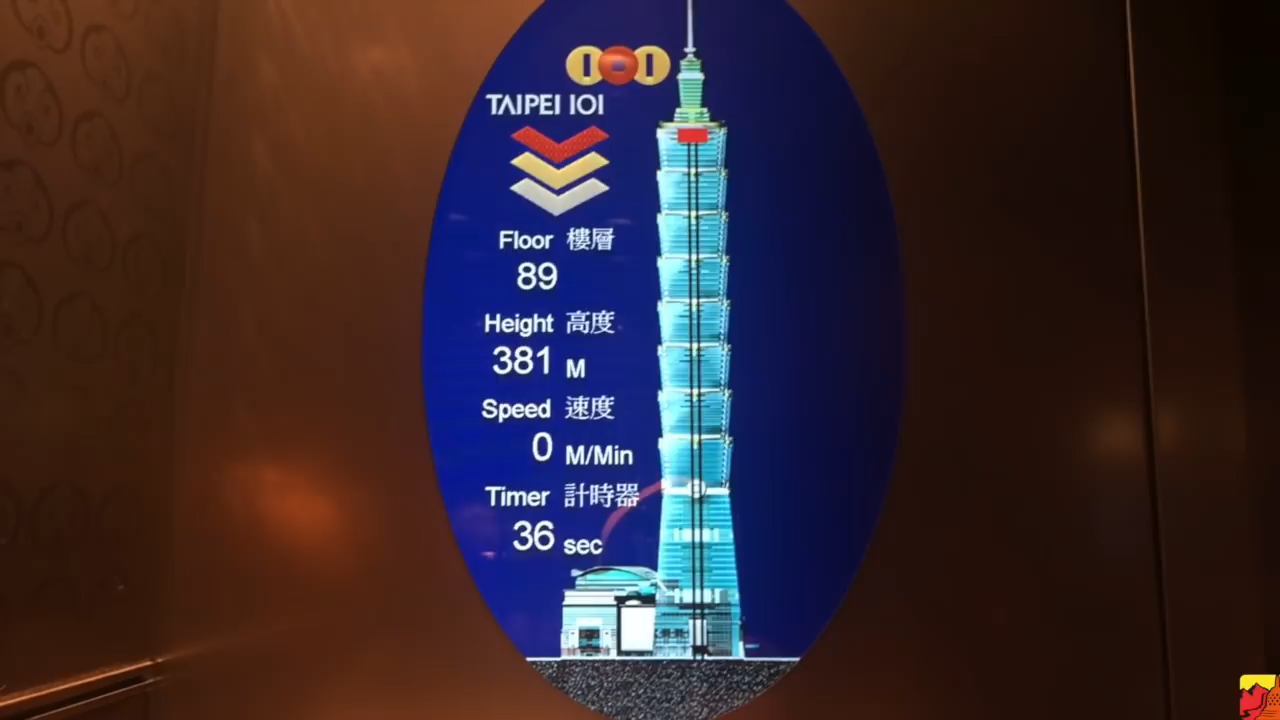 TAIPEI 101
Floor 樓層
89
Height 高度
381 M
Speed 速度
0 M/Min
Timer 計時器
36 sec